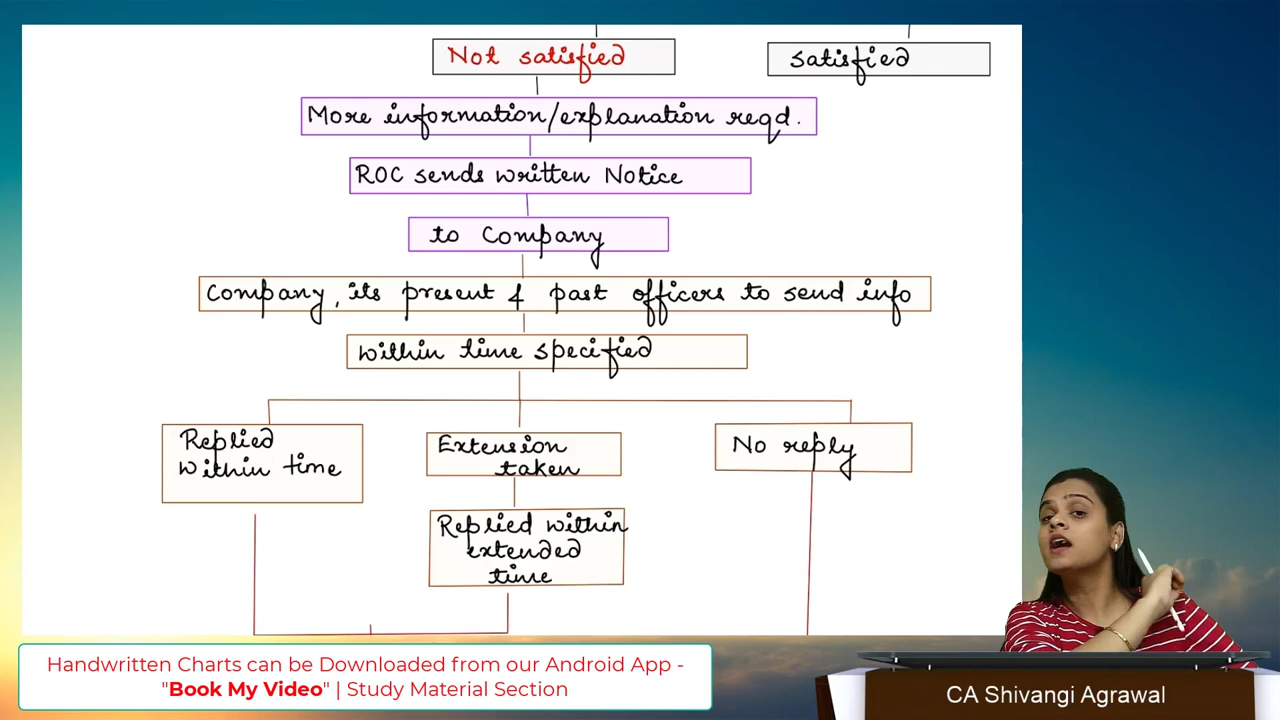 Not satisfied
satisfied
More information/explanation reqd.
ROC sends written Notice
to Company
Company, its present & past officers to send info
within time specified
Replied
within time
Extension
taken
No reply
Replied within
extended
time
Handwritten Charts can be Downloaded from our Android App -
"Book My Video" | Study Material Section
CA Shivangi Agrawal